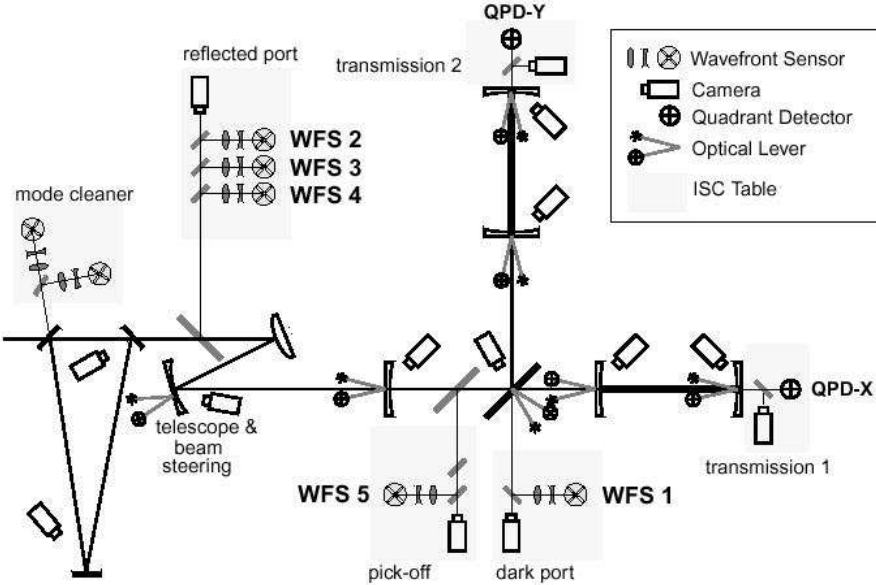 QPD-Y
reflected port
transmission 2
Wavefront Sensor
Camera
Quadrant Detector
Optical Lever
ISC Table
WFS 2
WFS 3
WFS 4
mode cleaner
QPD-X
telescope &
beam
steering
transmission 1
WFS 5
WFS 1
pick-off
dark port